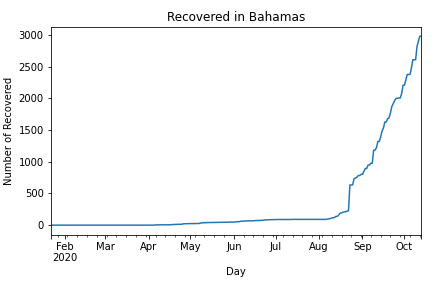 Recovered in Bahamas
Number of Recovered
3000
2500
2000
1500
1000
500
0
Feb Mar Apr May Jun Jul Aug Sep Oct
2020
Day